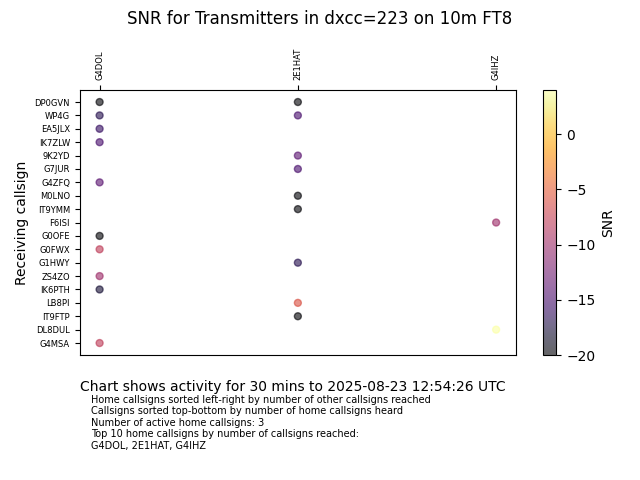 SNR for Transmitters in dxcc=223 on 10m FT8
G4DOL 2E1HAT G4IHZ
DP0GVN
WP4G
EA5JLX
IK7ZLW
9K2YD
G7JUR
G4ZFQ
M0LNO
IT9YMM
F6ISI
G0OFE
G0FWX
G1HWY
ZS4ZO
IK6PTH
LB8PI
IT9FTP
DL8DUL
G4MSA
Receiving callsign
0
−5
−10
−15
−20
SNR
Chart shows activity for 30 mins to 2025-08-23 12:54:26 UTC
Home callsigns sorted left-right by number of other callsigns reached
Callsigns sorted top-bottom by number of home callsigns heard
Number of active home callsigns: 3
Top 10 home callsigns by number of callsigns reached:
G4DOL, 2E1HAT, G4IHZ